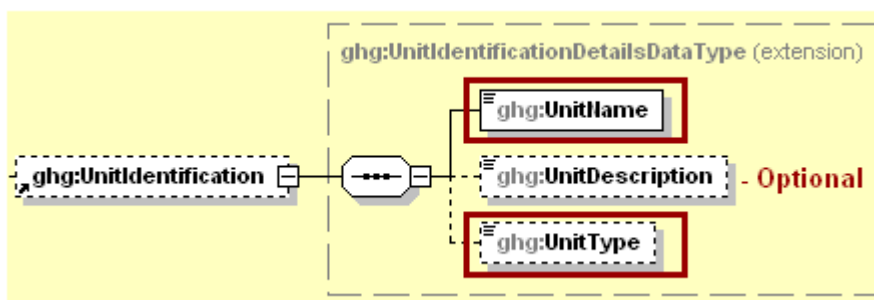 ghg:UnitIdentificationDetailsDataType (extension)
ghg:UnitName
ghg:UnitIdentification
ghg:UnitDescription - Optional
ghg:UnitType